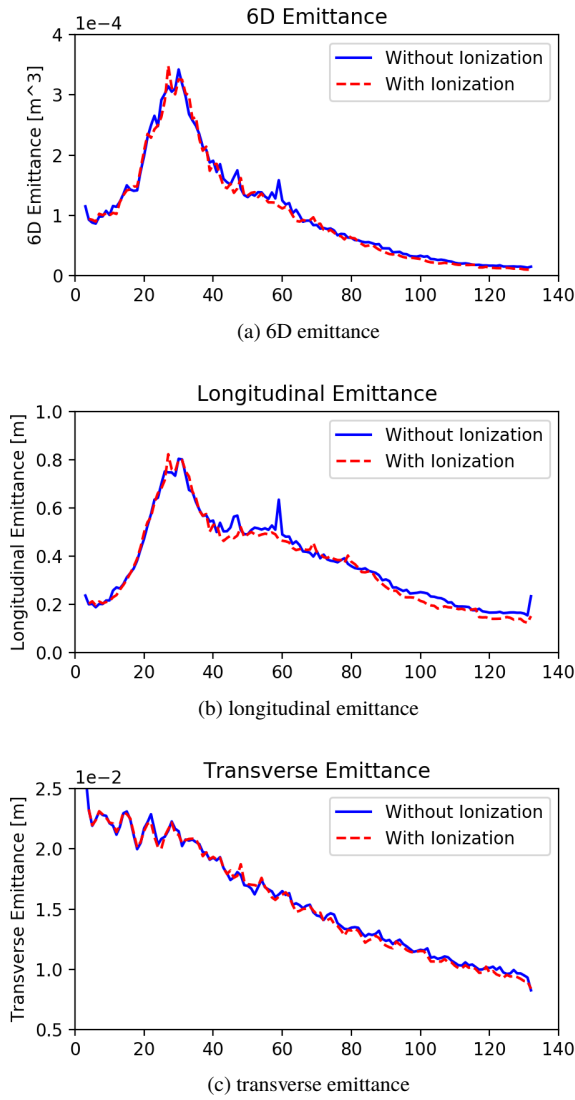 6D Emittance
1e−4
6D Emittance [m^3]
4
3
2
1
0
Without Ionization
With Ionization
0 20 40 60 80 100 120 140
(a) 6D emittance
Longitudinal Emittance
Longitudinal Emittance [m]
1.0
0.8
0.6
0.4
0.2
0.0
Without Ionization
With Ionization
0 20 40 60 80 100 120 140
(b) longitudinal emittance
Transverse Emittance
1e−2
Transverse Emittance [m]
2.5
2.0
1.5
1.0
0.5
Without Ionization
With Ionization
0 20 40 60 80 100 120 140
(c) transverse emittance